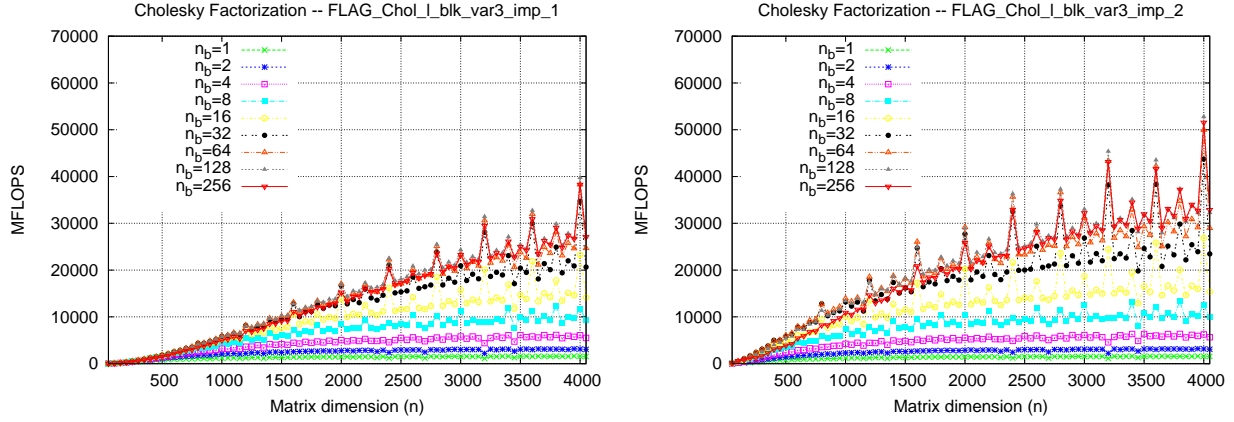 Cholesky Factorization -- FLAG_Chol_l_blk_var3_imp_1
70000
60000
50000
40000
30000
20000
10000
0
MFLOPS
n_b=1
n_b=2
n_b=4
n_b=8
n_b=16
n_b=32
n_b=64
n_b=128
n_b=256
500 1000 1500 2000 2500 3000 3500 4000
Matrix dimension (n)
Cholesky Factorization -- FLAG_Chol_l_blk_var3_imp_2
70000
60000
50000
40000
30000
20000
10000
0
MFLOPS
n_b=1
n_b=2
n_b=4
n_b=8
n_b=16
n_b=32
n_b=64
n_b=128
n_b=256
500 1000 1500 2000 2500 3000 3500 4000
Matrix dimension (n)